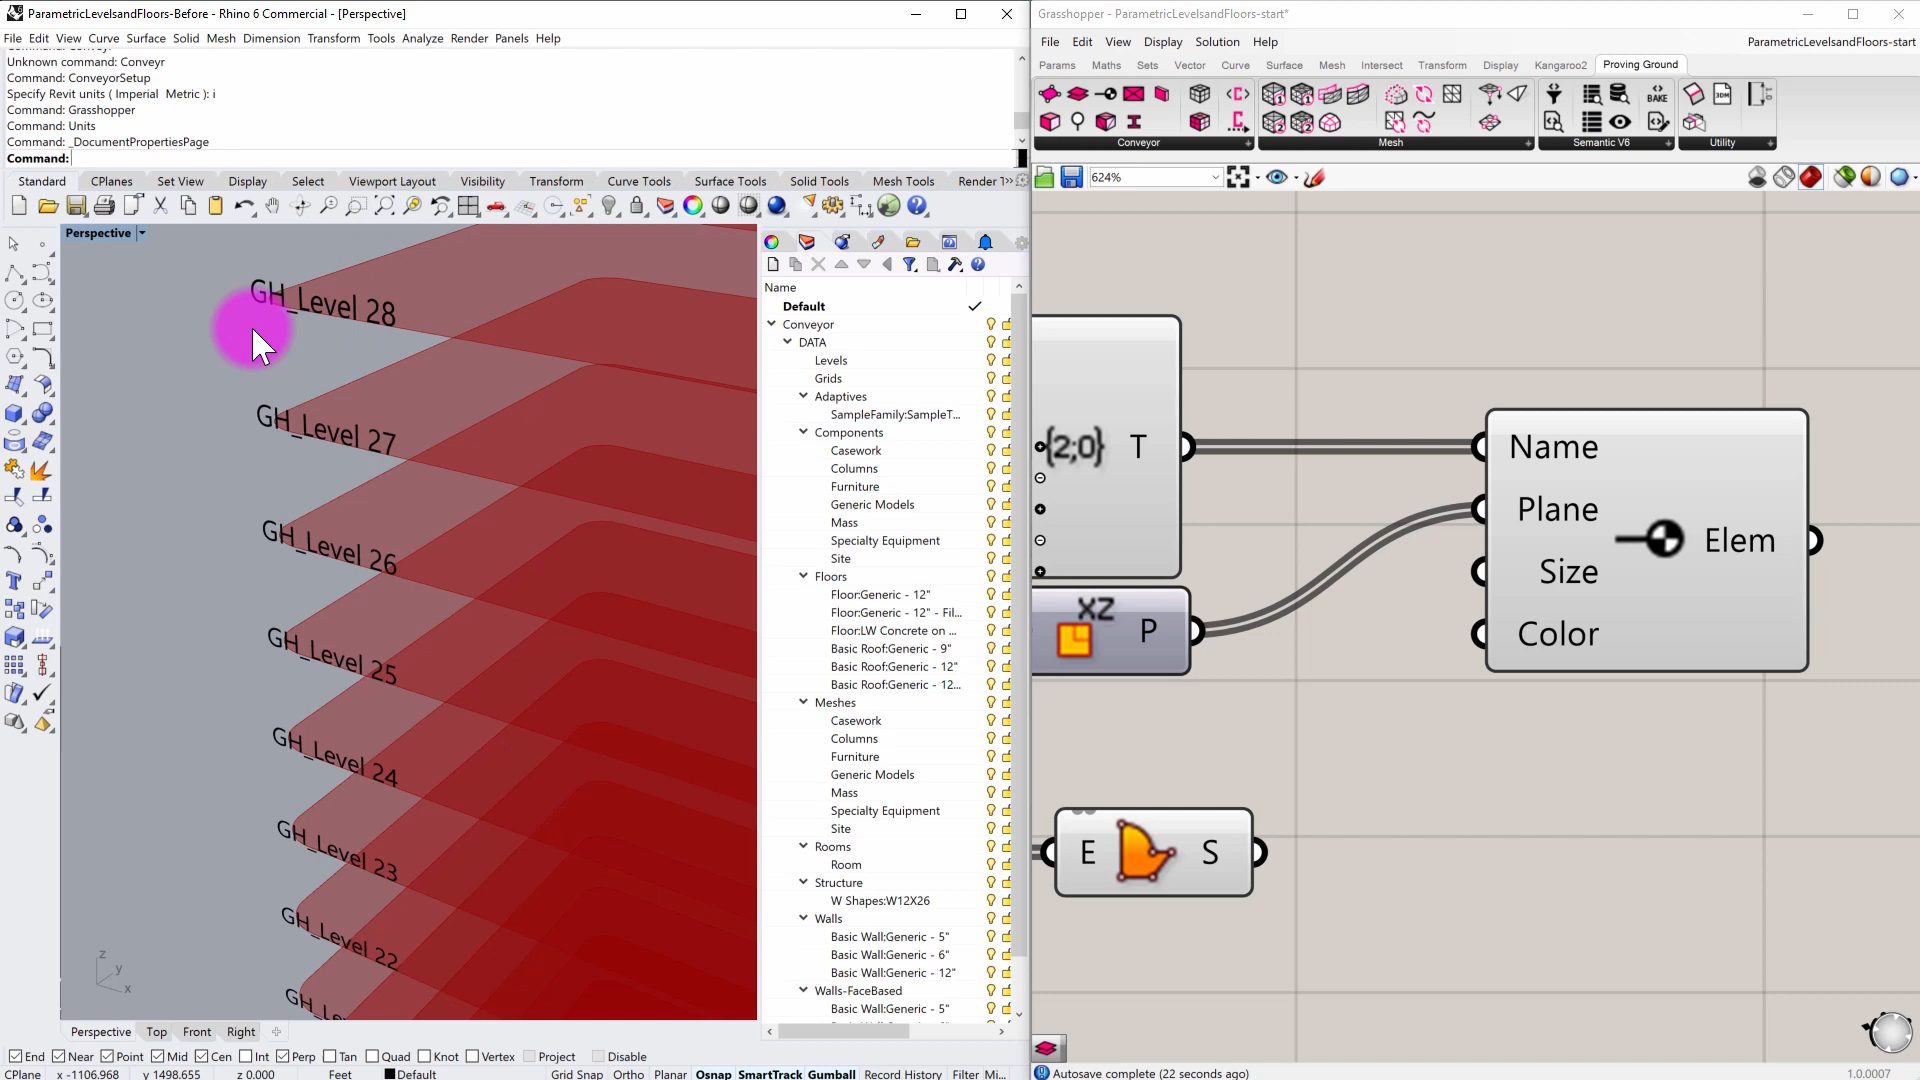 ParametricLevelsandFloors-Before - Rhino 6 Commercial - [Perspective]
File Edit View Curve Surface Solid Mesh Dimension Transform Tools Analyze Render Panels Help
Unknown command: Conveyr
Command: ConveyorSetup
Specify Revit units ( Imperial  Metric ): i
Command: Grasshopper
Command: Units
Command: _DocumentPropertiesPage
Command:
Standard CPlanes Set View Display Select Viewport Layout Visibility Transform Curve Tools Surface Tools Solid Tools Mesh Tools Render T
Perspective
GH_Level 28
GH_Level 27
GH_Level 26
GH_Level 25
GH_Level 24
GH_Level 23
GH_Level 22
z
y
x
Name
Default
Conveyor
DATA
Levels
Grids
Adaptives
SampleFamily:SampleT...
Components
Casework
Columns
Furniture
Generic Models
Mass
Specialty Equipment
Site
Floors
Floor:Generic - 12"
Floor:Generic - 12" - Fil...
Floor:LW Concrete on ...
Basic Roof:Generic - 9"
Basic Roof:Generic - 12"
Basic Roof:Generic - 12...
Meshes
Casework
Columns
Furniture
Generic Models
Mass
Specialty Equipment
Site
Rooms
Room
Structure
W Shapes:W12X26
Walls
Basic Wall:Generic - 5"
Basic Wall:Generic - 6"
Basic Wall:Generic - 12"
Walls-FaceBased
Basic Wall:Generic - 5"
Perspective Top Front Right
End Near Point Mid Cen Int Perp Tan Quad Knot Vertex Project Disable
CPlane x -1106.968 y 1498.655 z 0.000 Feet Default Grid Snap Ortho Planar Osnap SmartTrack Gumball Record History Filter Mi...
Grasshopper - ParametricLevelsandFloors-start*
File Edit View Display Solution Help ParametricLevelsandFloors-start
Params Maths Sets Vector Curve Surface Mesh Intersect Transform Display Kangaroo2 Proving Ground
BAKE
3DM
Conveyor Mesh Semantic V6 Utility
624%
{2;0} T
XZ
P
Name
Plane
Size
Color
Elem
E S
Autosave complete (22 seconds ago)
1.0.0007